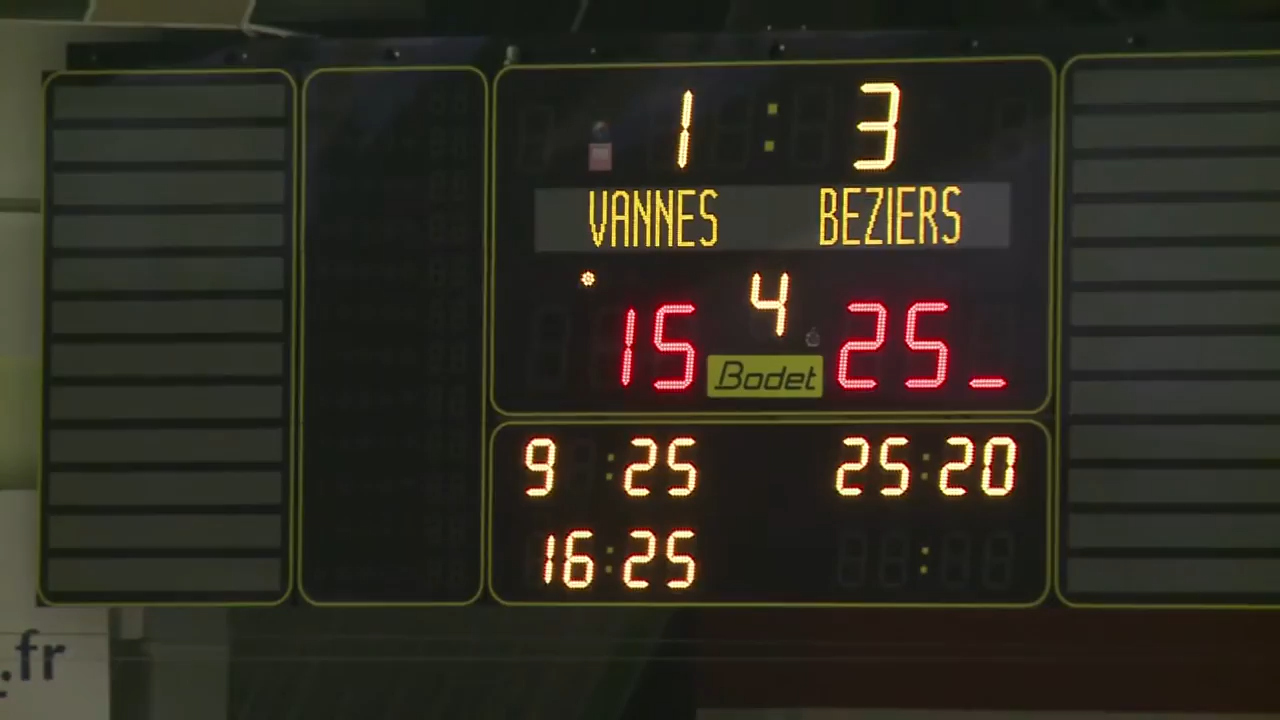 1 : 3
VANNES BEZIERS
4
15 25
Bodet
9 : 25 25 : 20
16 : 25 :
.fr